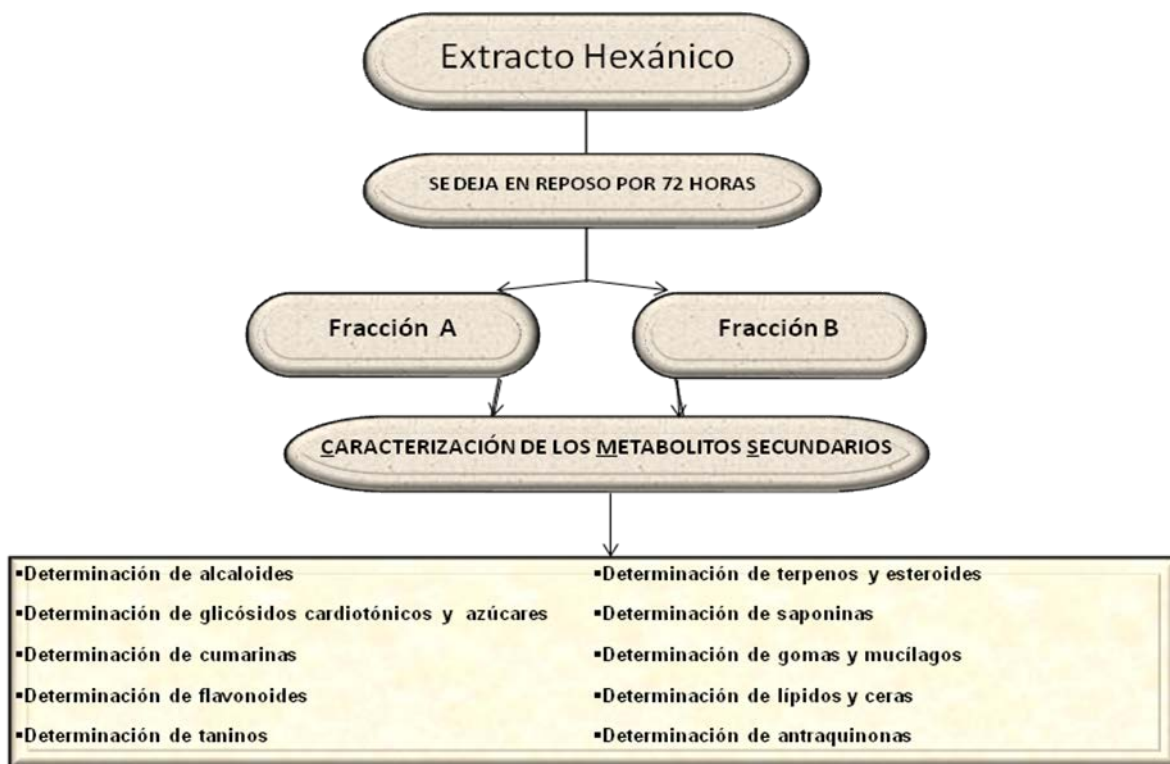 Extracto Hexánico
SE DEJA EN REPOSO POR 72 HORAS
Fracción A
Fracción B
CARACTERIZACIÓN DE LOS METABOLITOS SECUNDARIOS
▪Determinación de alcaloides
▪Determinación de glicósidos cardiotónicos y azúcares
▪Determinación de cumarinas
▪Determinación de flavonoides
▪Determinación de taninos
▪Determinación de terpenos y esteroides
▪Determinación de saponinas
▪Determinación de gomas y mucílagos
▪Determinación de lípidos y ceras
▪Determinación de antraquinonas